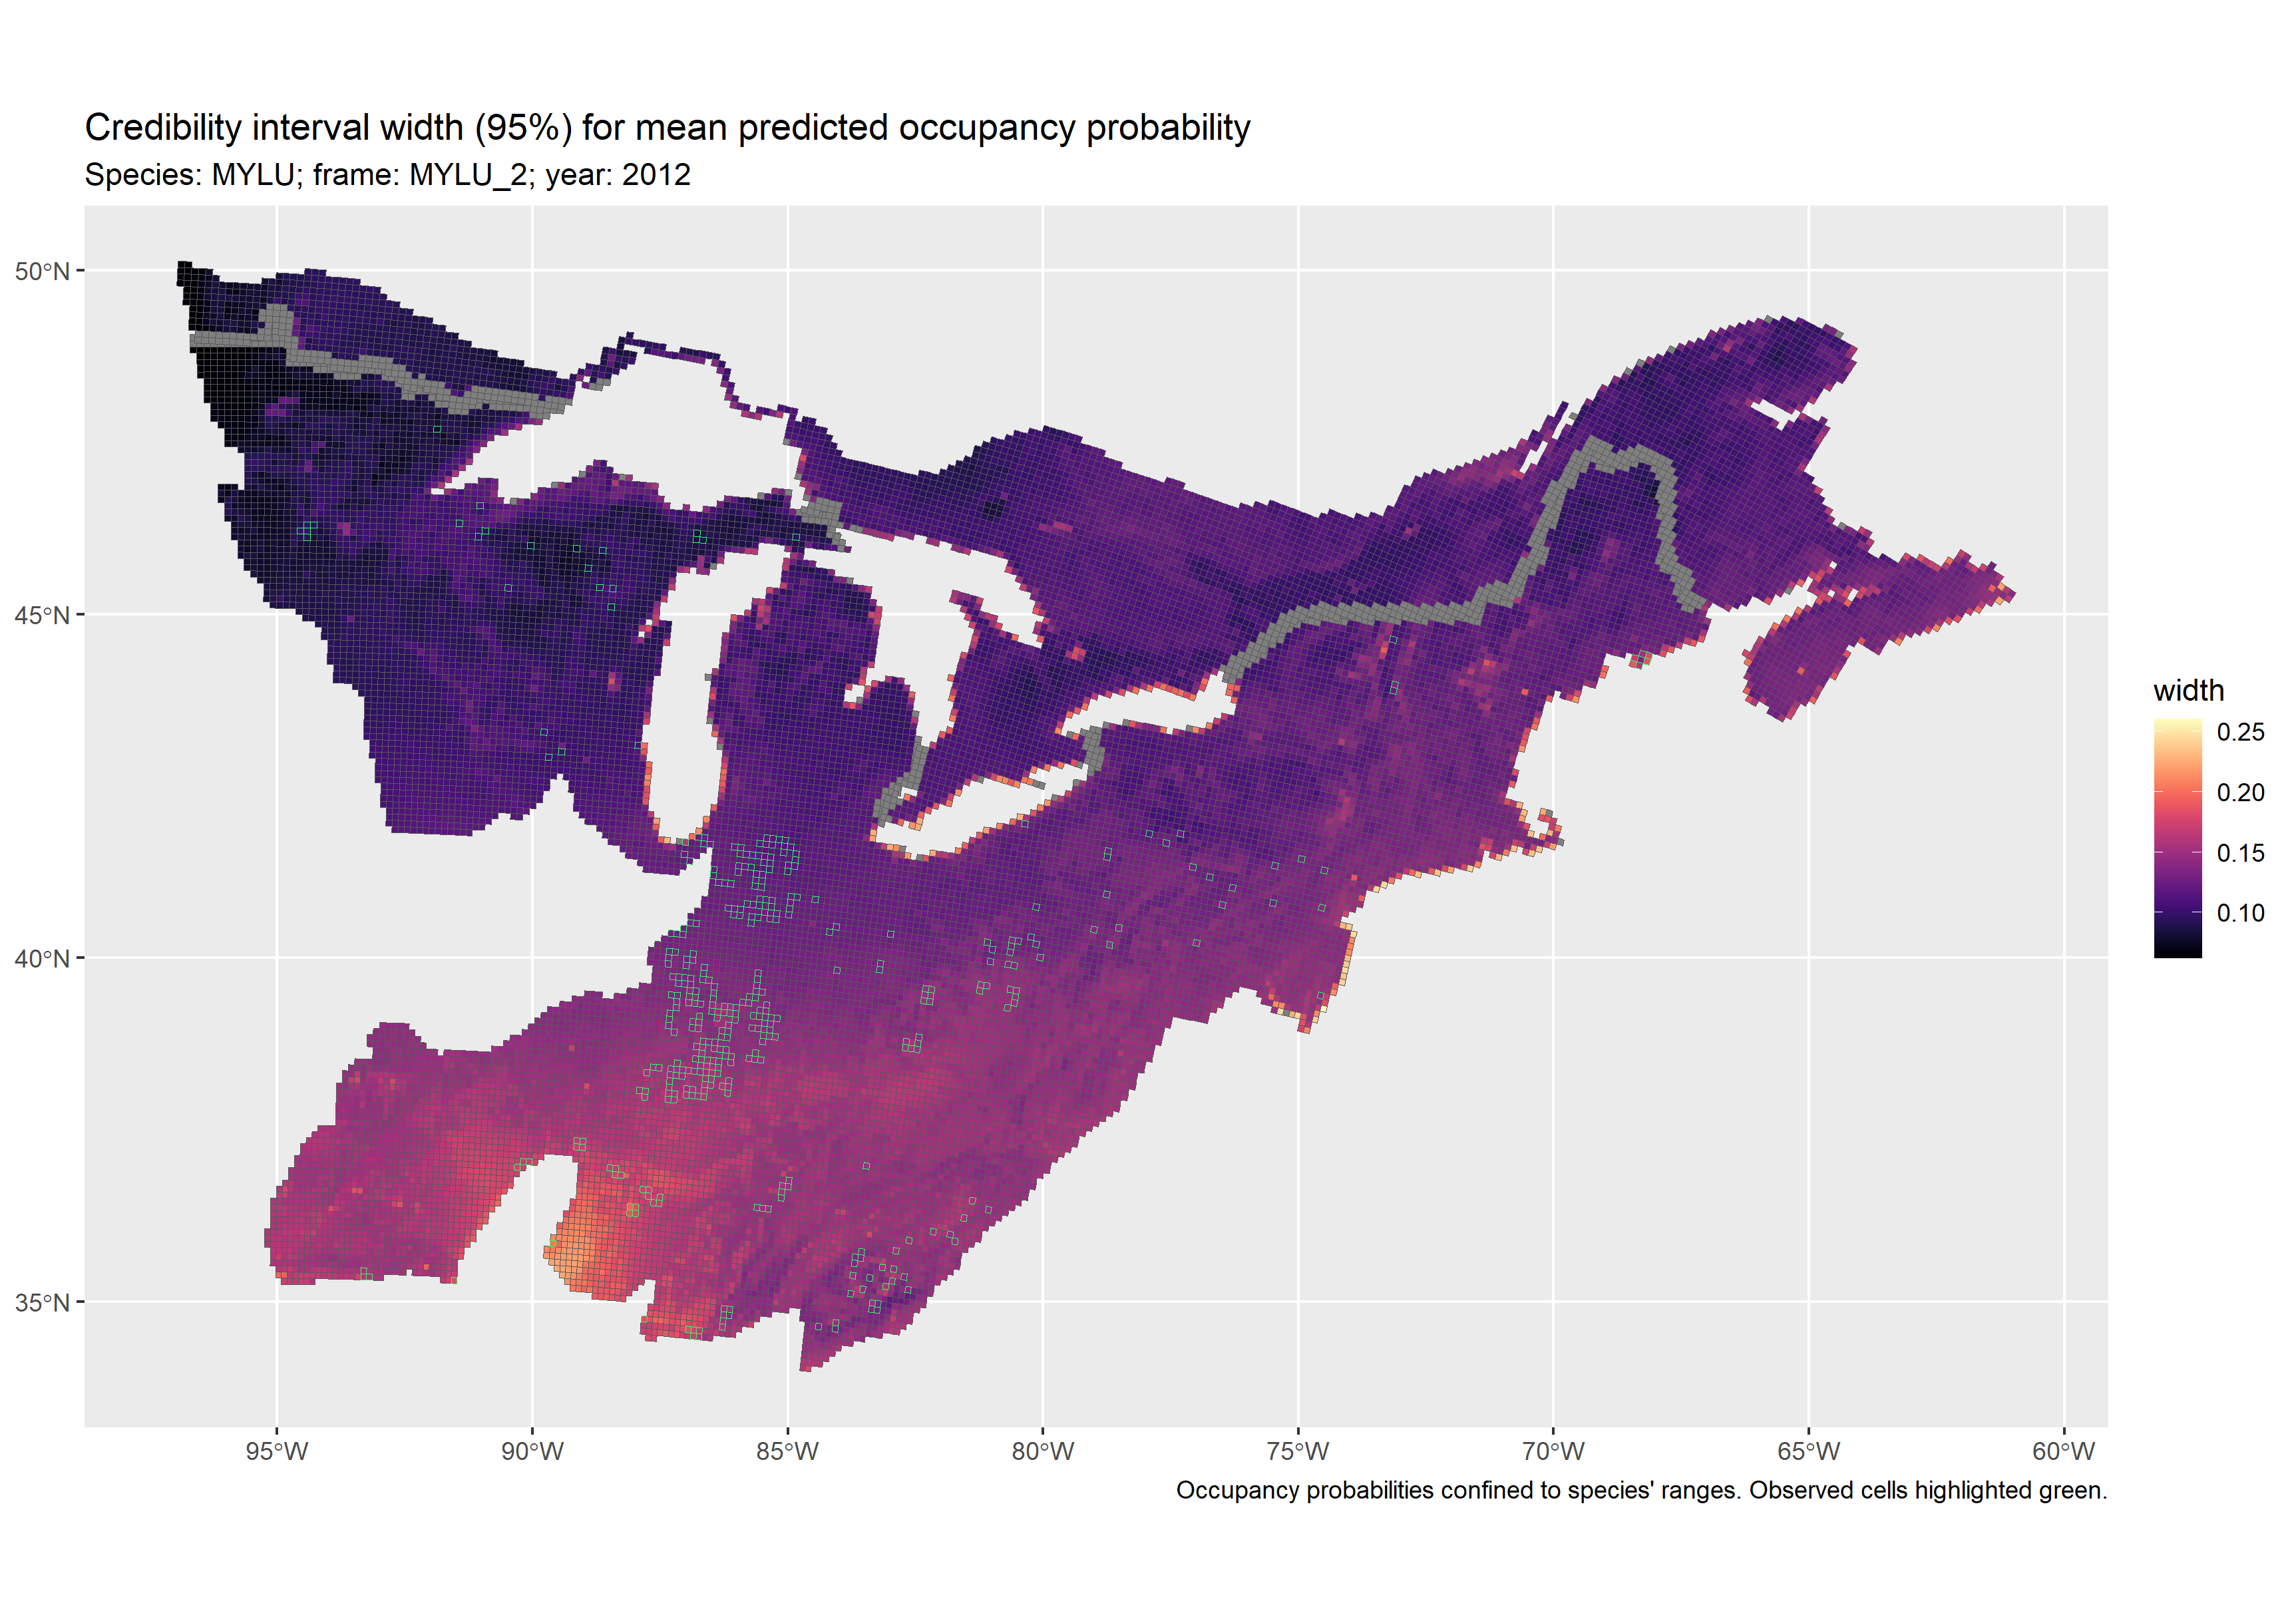 Credibility interval width (95%) for mean predicted occupancy probability
Species: MYLU; frame: MYLU_2; year: 2012
50°N
45°N
40°N
35°N
95°W
90°W
85°W
80°W
75°W
70°W
65°W
60°W
width
0.25
0.20
0.15
0.10
Occupancy probabilities confined to species' ranges. Observed cells highlighted green.